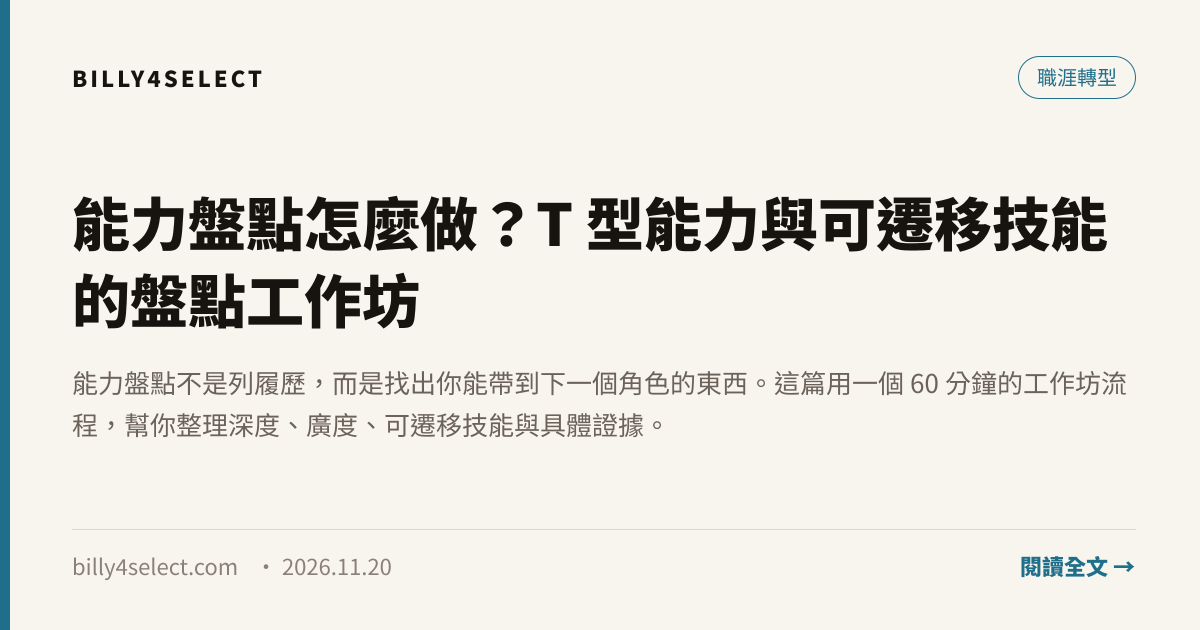 BILLY4SELECT
職涯轉型
能力盤點怎麼做？T 型能力與可遷移技能
的盤點工作坊
能力盤點不是列履歷，而是找出你能帶到下一個角色的東西。這篇用一個 60 分鐘的工作坊流
程，幫你整理深度、廣度、可遷移技能與具體證據。
billy4select.com ・ 2026.11.20
閱讀全文 →